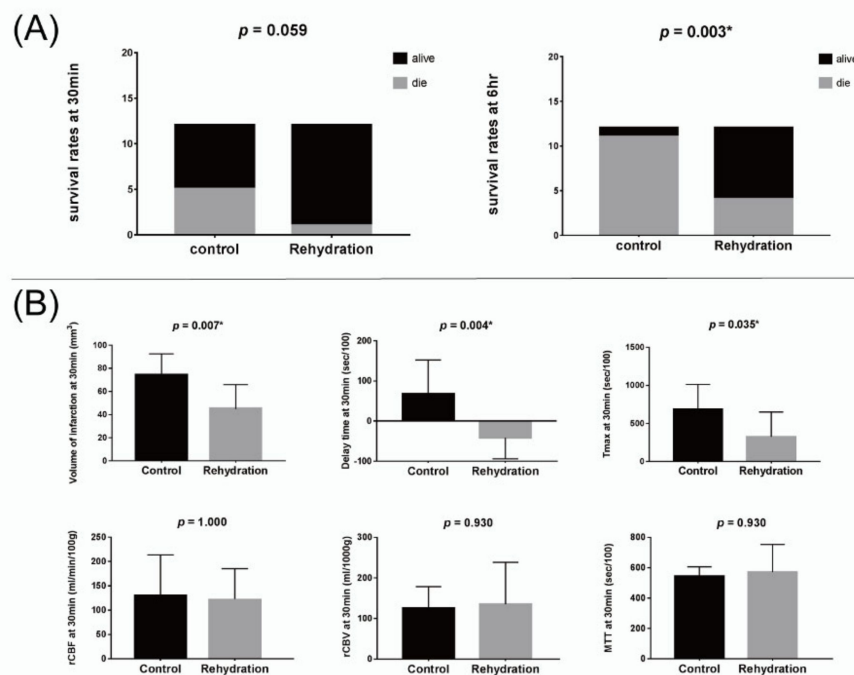 (A)
p = 0.059
survival rates at 30min
20
15
10
5
0
control Rehydration
alive
die
p = 0.003*
survival rates at 6hr
20
15
10
5
0
control Rehydration
alive
die
(B)
p = 0.007*
Volume of Infarction at 30min (mm³)
100
80
60
40
20
0
Control Rehydration
p = 0.004*
Delay time at 30min (sec/100)
200
100
0
-100
Control Rehydration
p = 0.035*
Tmax at 30min (sec/100)
1500
1000
500
0
Control Rehydration
p = 1.000
rCBF at 30min (ml/min/100g)
250
200
150
100
50
0
Control Rehydration
p = 0.930
rCBV at 30min (ml/1000g)
300
200
100
0
Control Rehydration
p = 0.930
MTT at 30min (sec/100)
800
600
400
200
0
Control Rehydration